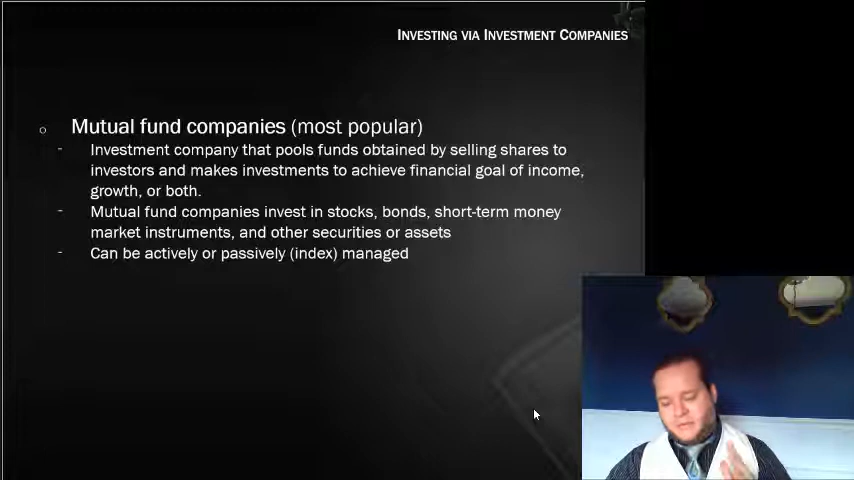 Investing via Investment Companies
Mutual fund companies (most popular)
- Investment company that pools funds obtained by selling shares to
investors and makes investments to achieve financial goal of income,
growth, or both.
- Mutual fund companies invest in stocks, bonds, short-term money
market instruments, and other securities or assets
- Can be actively or passively (index) managed